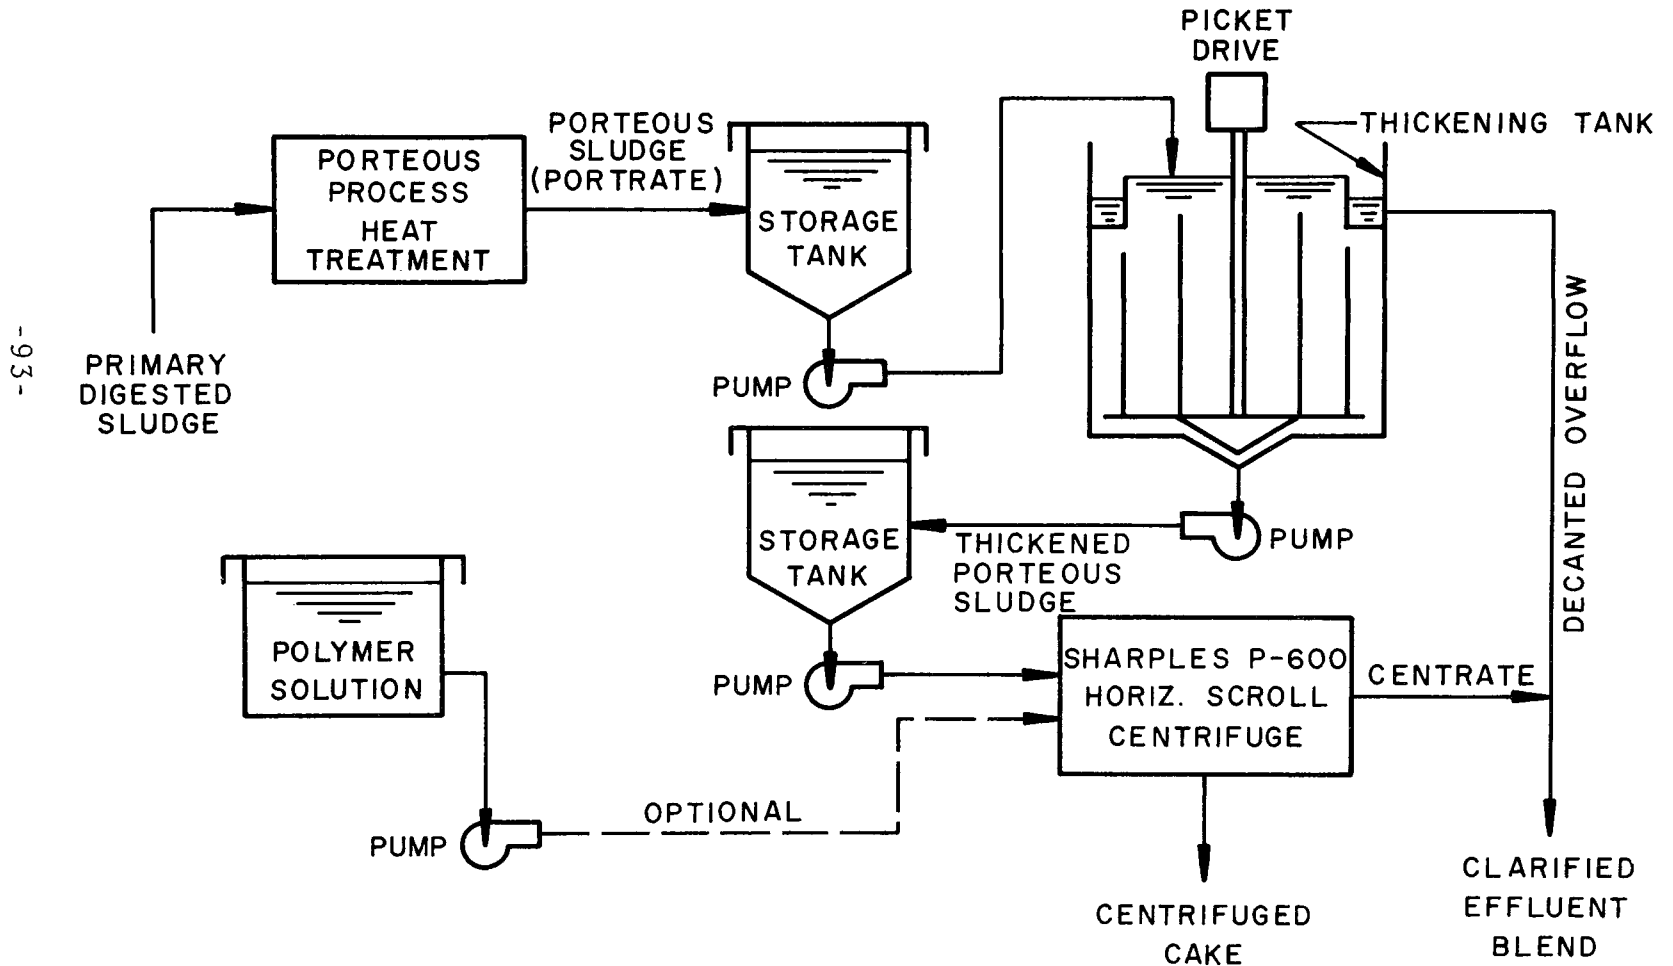 PICKET
DRIVE
THICKENING TANK
PORTEOUS
SLUDGE
(PORTRATE)
PORTEOUS
PROCESS
HEAT
TREATMENT
STORAGE
TANK
PRIMARY
DIGESTED
SLUDGE
PUMP
DECANTED OVERFLOW
-93-
STORAGE
TANK
THICKENED
PORTEOUS
SLUDGE
PUMP
POLYMER
SOLUTION
PUMP
SHARPLES P-600
HORIZ. SCROLL
CENTRIFUGE
CENTRATE
OPTIONAL
PUMP
CENTRIFUGED
CAKE
CLARIFIED
EFFLUENT
BLEND